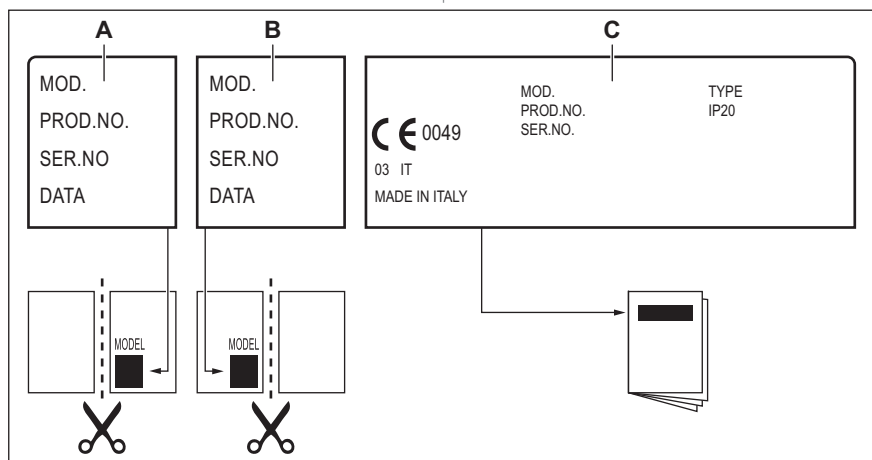 A
B
C
MOD.
PROD.NO.
SER.NO
DATA
MOD.
PROD.NO.
SER.NO
DATA
MOD.
PROD.NO.
SER.NO.
TYPE
IP20
CE 0049
03 IT
MADE IN ITALY
MODEL
MODEL